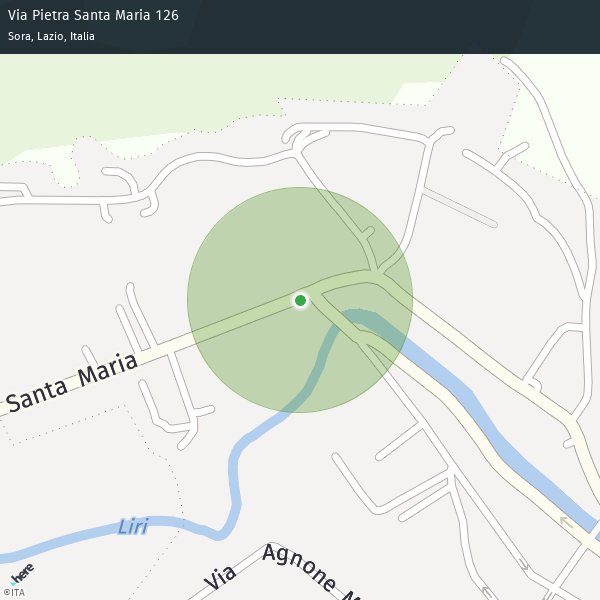 Via Pietra Santa Maria 126
Sora, Lazio, Italia
Santa Maria
Liri
Via Agnone M
here
©ITA